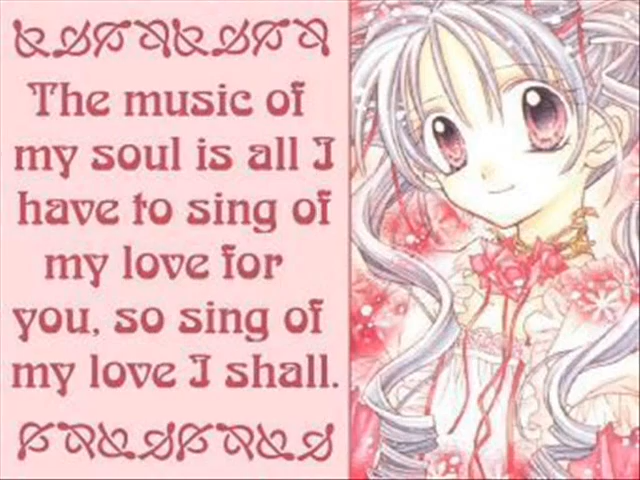 The music of
my soul is all I
have to sing of
my love for
you, so sing of
my love I shall.